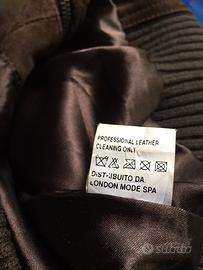 PROFESSIONAL LEATHER
CLEANING ONLY
DISTRIBUITO DA
LONDON MODE SPA
subito